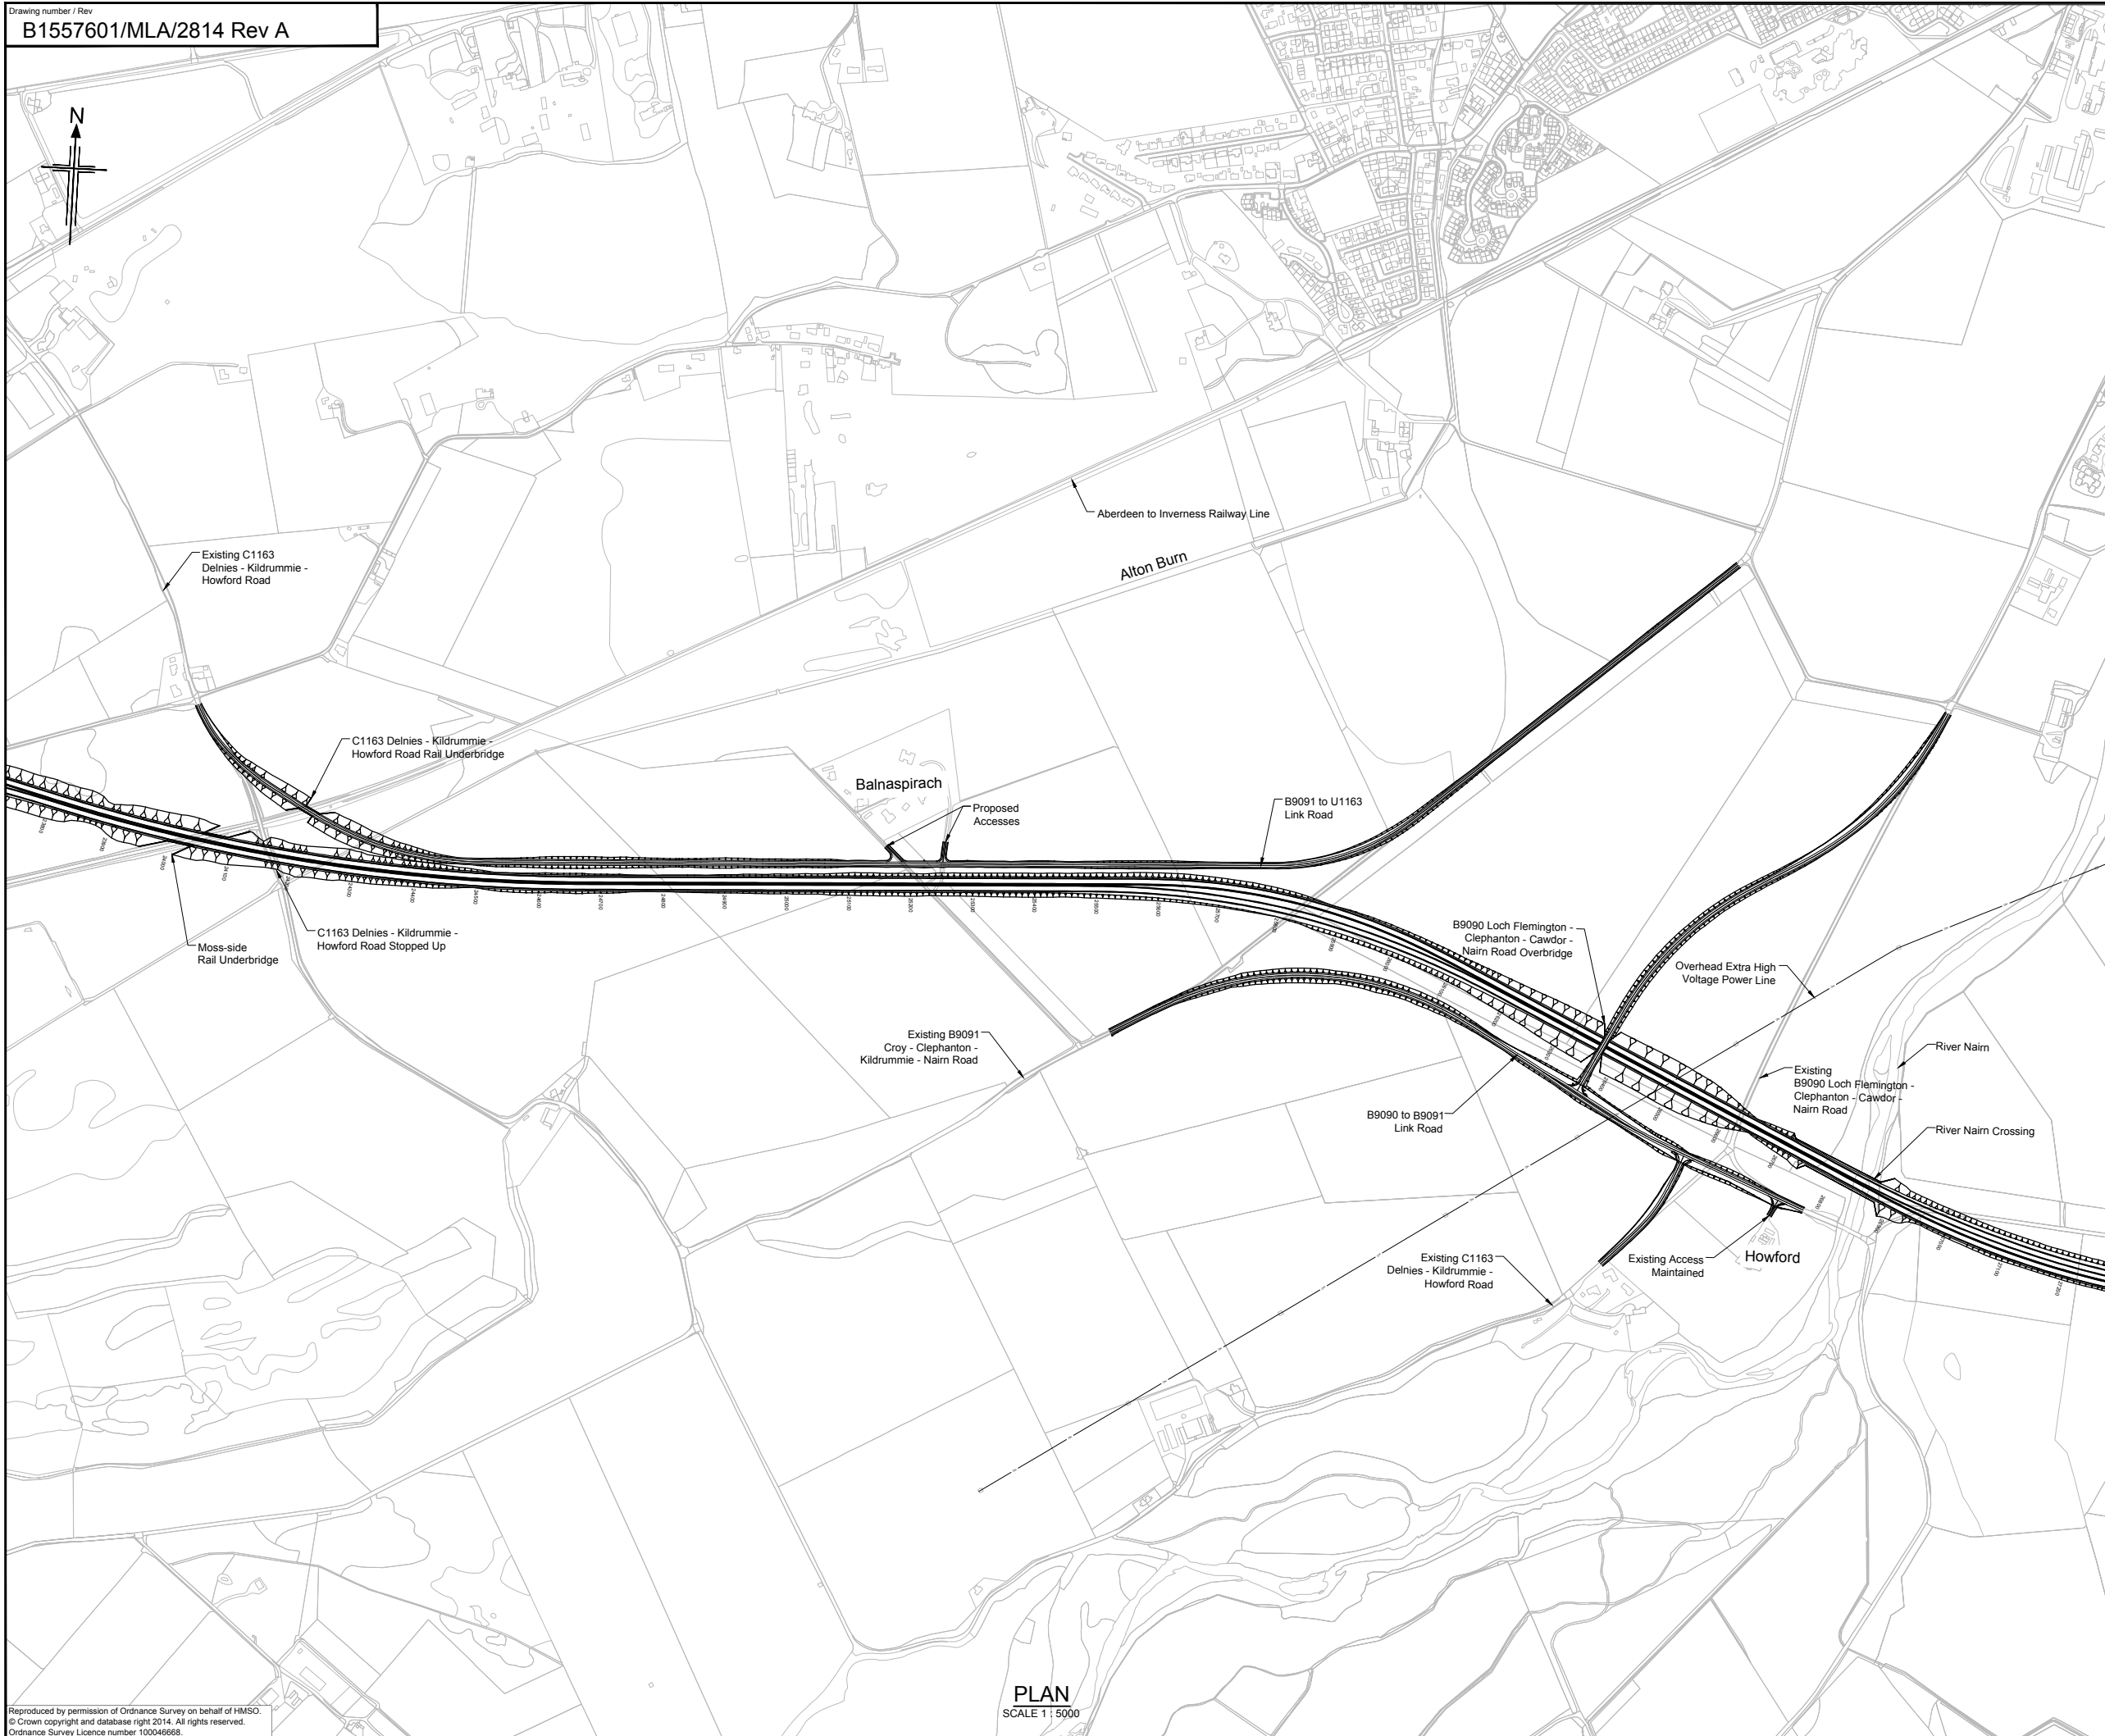 Drawing number / Rev
B1557601/MLA/2814 Rev A
N
Aberdeen to Inverness Railway Line
Alton Burn
Existing C1163
Delnies - Kildrummie -
Howford Road
C1163 Delnies - Kildrummie -
Howford Road Rail Underbridge
Balnaspirach
Proposed
Accesses
B9091 to U1163
Link Road
C1163 Delnies - Kildrummie -
Howford Road Stopped Up
Moss-side
Rail Underbridge
B9090 Loch Flemington -
Clephanton - Cawdor -
Nairn Road Overbridge
Overhead Extra High
Voltage Power Line
Existing B9091
Croy - Clephanton -
Kildrummie - Nairn Road
River Nairn
Existing
B9090 Loch Flemington -
Clephanton - Cawdor -
Nairn Road
B9090 to B9091
Link Road
River Nairn Crossing
Existing C1163
Delnies - Kildrummie -
Howford Road
Existing Access
Maintained
Howford
PLAN
SCALE 1 : 5000
Reproduced by permission of Ordnance Survey on behalf of HMSO.
© Crown copyright and database right 2014. All rights reserved.
Ordnance Survey Licence number 100046668.